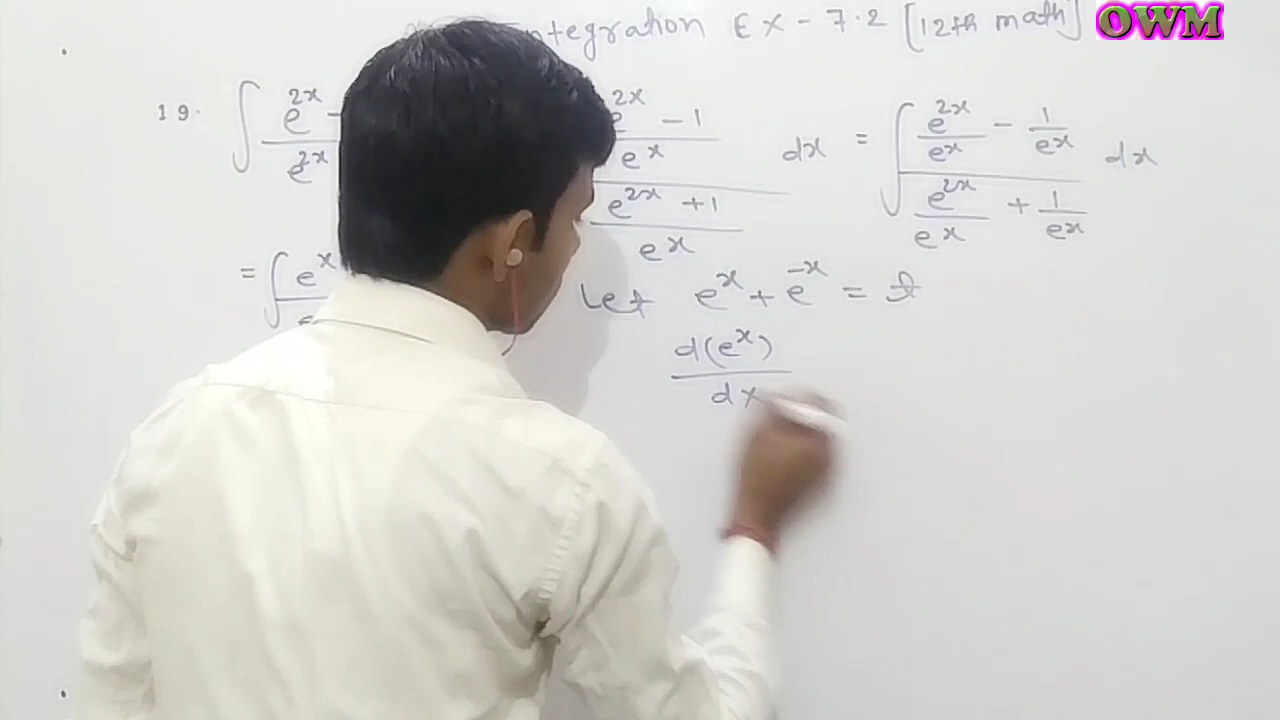 ntegration EX - 7.2 [12th math] OWM
19. ∫ e^2x - / e^2x e^2x - 1 / e^x / e^2x + 1 / e^x dx = ∫ e^2x / e^x - 1 / e^x / e^2x / e^x + 1 / e^x dx
= ∫ e^x
Let e^x + e^-x = t
d(e^x) / dx